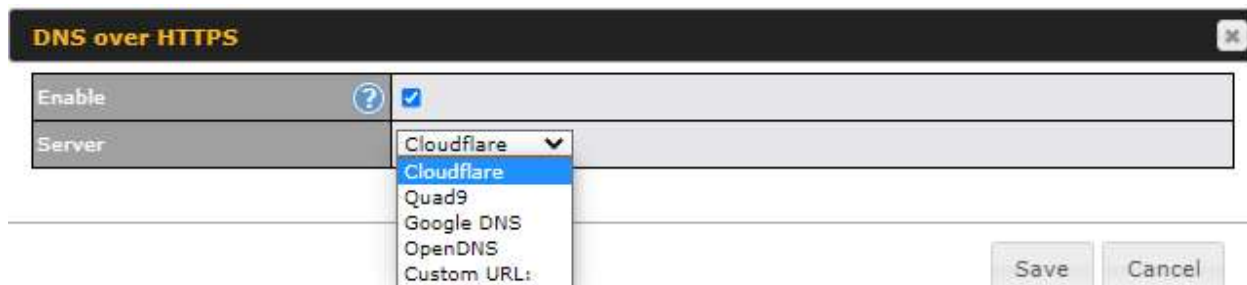 DNS over HTTPS
Enable ?
Server Cloudflare
Cloudflare
Quad9
Google DNS
OpenDNS
Custom URL:
Save Cancel